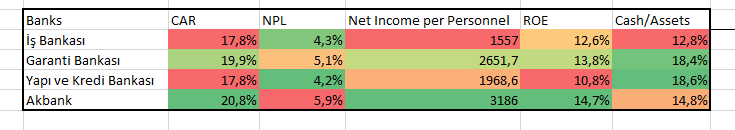 Banks CAR NPL Net Income per Personnel ROE Cash/Assets
İş Bankası 17,8% 4,3% 1557 12,6% 12,8%
Garanti Bankası 19,9% 5,1% 2651,7 13,8% 18,4%
Yapı ve Kredi Bankası 17,8% 4,2% 1968,6 10,8% 18,6%
Akbank 20,8% 5,9% 3186 14,7% 14,8%